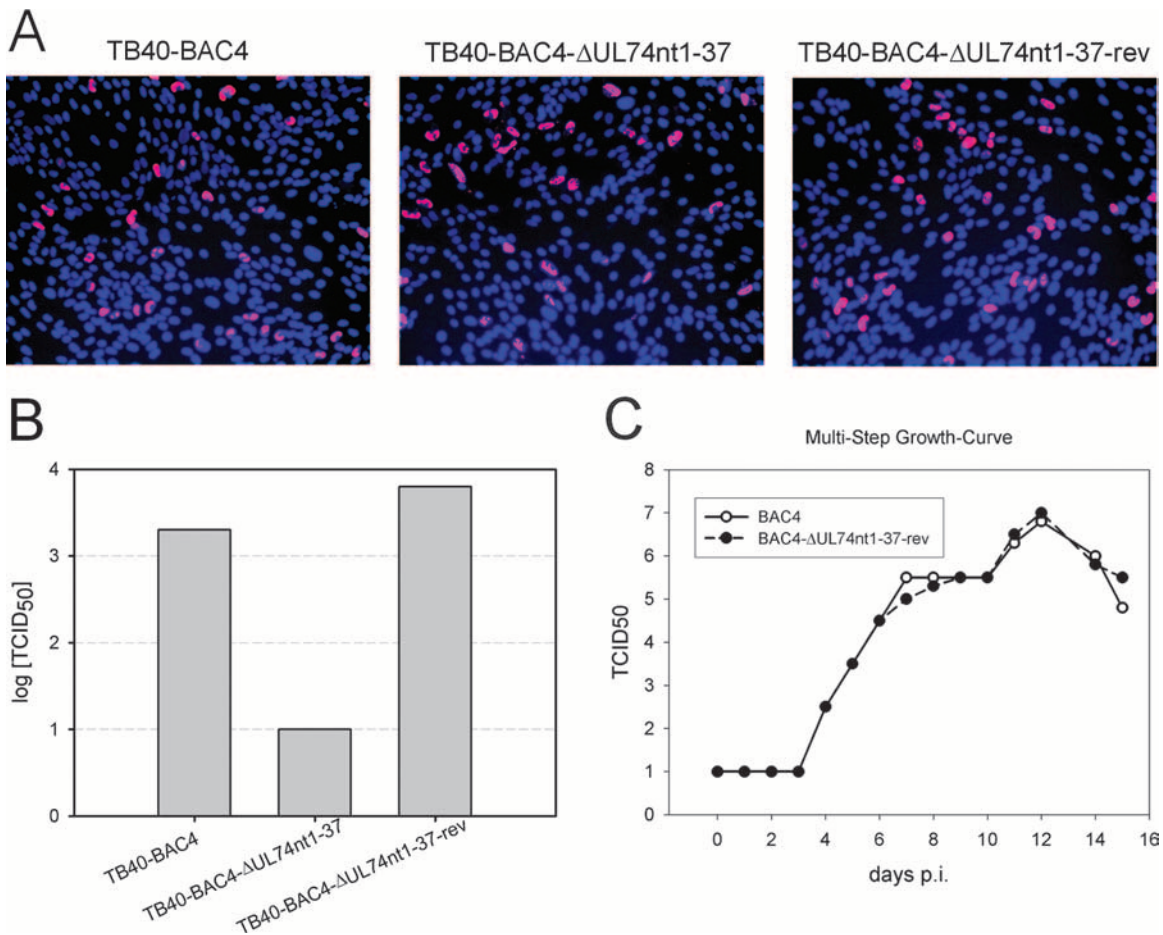 A
TB40-BAC4
TB40-BAC4-ΔUL74nt1-37
TB40-BAC4-ΔUL74nt1-37-rev
B
log [TCID50]
4
3
2
1
0
TB40-BAC4
TB40-BAC4-ΔUL74nt1-37
TB40-BAC4-ΔUL74nt1-37-rev
C
Multi-Step Growth-Curve
TCID50
8
7
6
5
4
3
2
1
0
BAC4
BAC4-ΔUL74nt1-37-rev
0 2 4 6 8 10 12 14 16
days p.i.